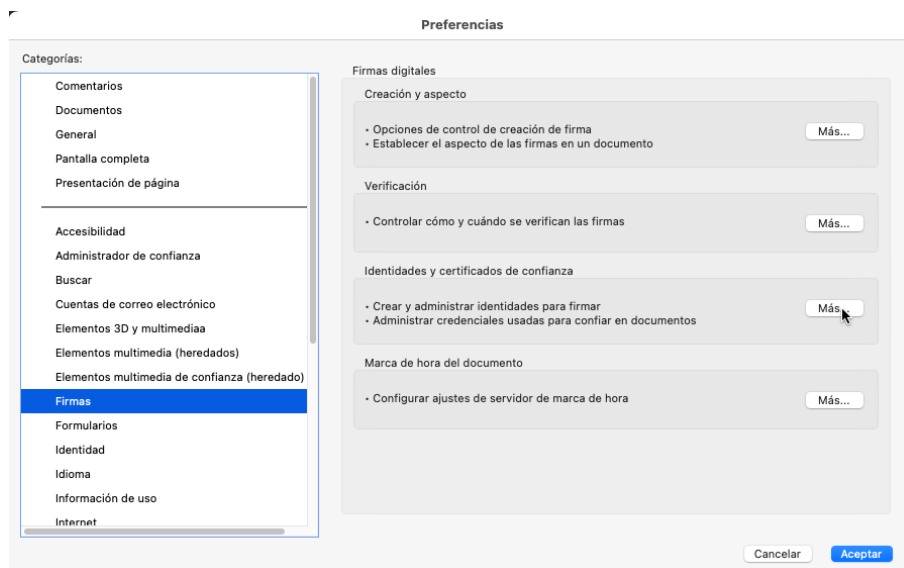 Preferencias
Categorías:
Comentarios
Documentos
General
Pantalla completa
Presentación de página
Accesibilidad
Administrador de confianza
Buscar
Cuentas de correo electrónico
Elementos 3D y multimediaa
Elementos multimedia (heredados)
Elementos multimedia de confianza (heredado)
Firmas
Formularios
Identidad
Idioma
Información de uso
Internet
Firmas digitales
Creación y aspecto
• Opciones de control de creación de firma
• Establecer el aspecto de las firmas en un documento
Más...
Verificación
• Controlar cómo y cuándo se verifican las firmas
Más...
Identidades y certificados de confianza
• Crear y administrar identidades para firmar
• Administrar credenciales usadas para confiar en documentos
Más...
Marca de hora del documento
• Configurar ajustes de servidor de marca de hora
Más...
Cancelar
Aceptar